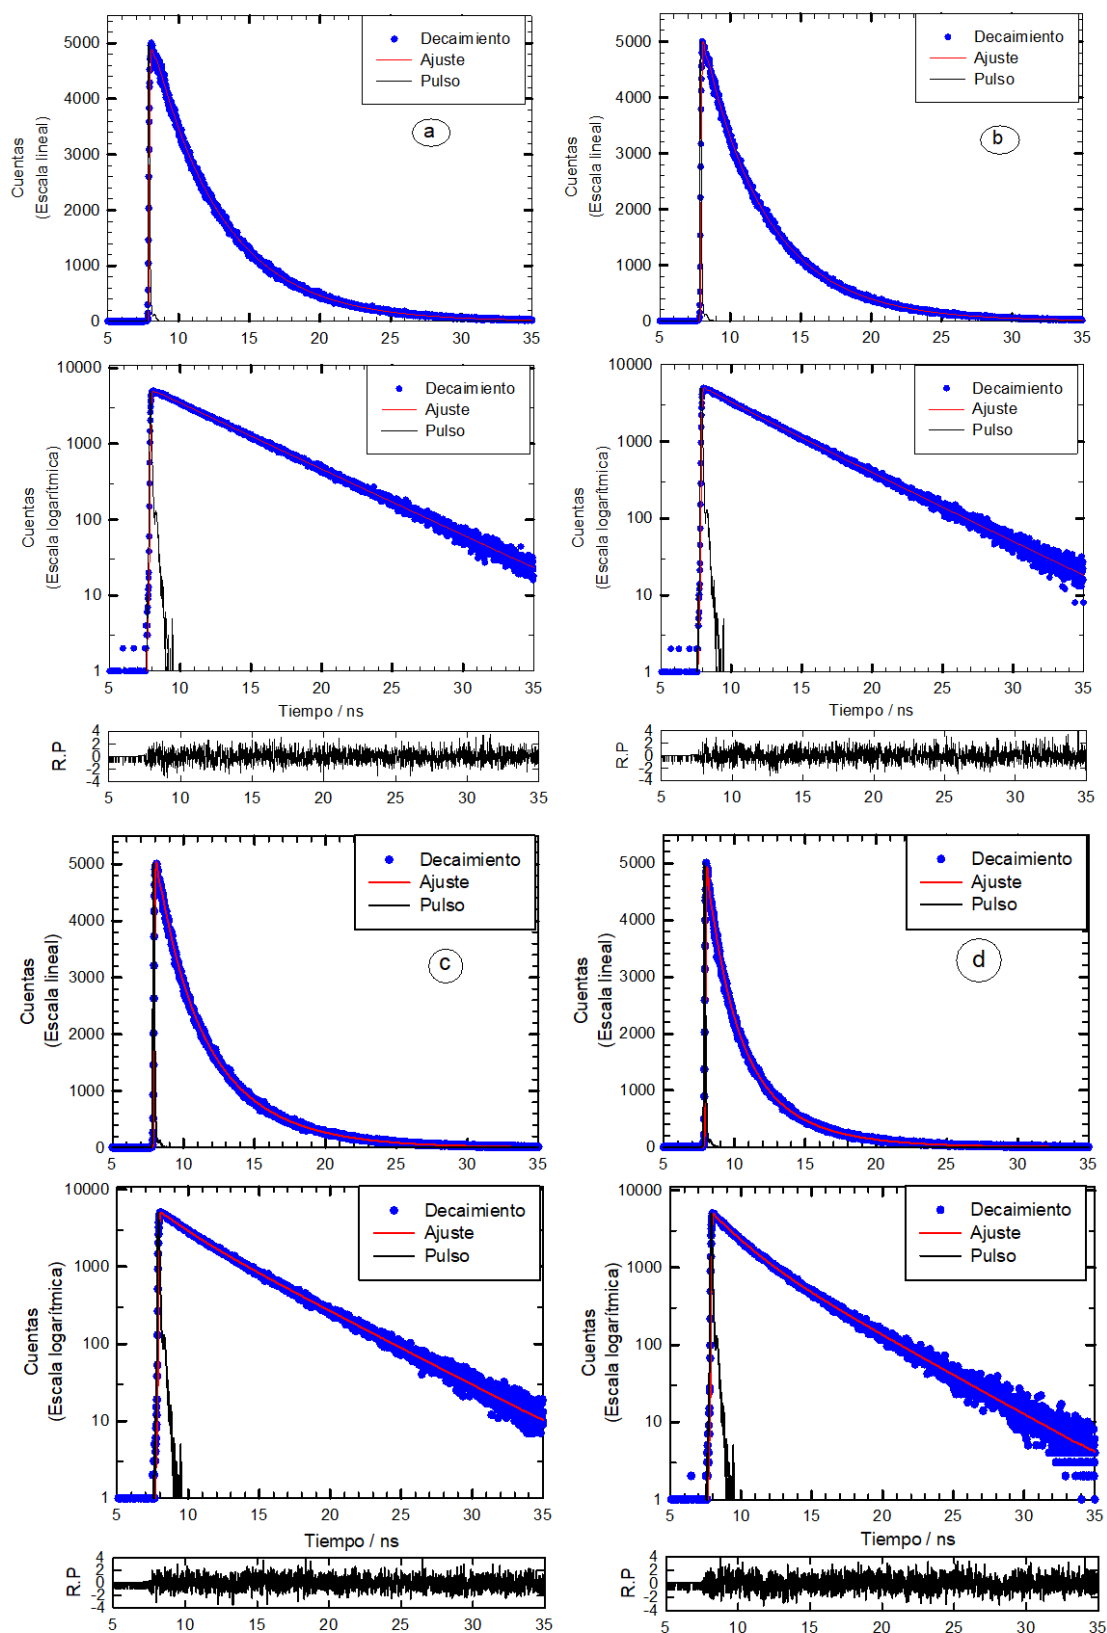 Decaimiento
Ajuste
Pulso
a
Cuentas
(Escala lineal)
5000
4000
3000
2000
1000
0
5 10 15 20 25 30 35
Decaimiento
Ajuste
Pulso
b
Cuentas
(Escala lineal)
5000
4000
3000
2000
1000
0
5 10 15 20 25 30 35
Decaimiento
Ajuste
Pulso
Cuentas
(Escala logarítmica)
10000
1000
100
10
1
5 10 15 20 25 30 35
Tiempo / ns
Decaimiento
Ajuste
Pulso
Cuentas
(Escala logarítmica)
10000
1000
100
10
1
5 10 15 20 25 30 35
Tiempo / ns
R.P
4
2
0
-2
-4
5 10 15 20 25 30 35
R.P
4
2
0
-2
-4
5 10 15 20 25 30 35
Decaimiento
Ajuste
Pulso
c
Cuentas
(Escala lineal)
5000
4000
3000
2000
1000
0
5 10 15 20 25 30 35
Decaimiento
Ajuste
Pulso
d
Cuentas
(Escala lineal)
5000
4000
3000
2000
1000
0
5 10 15 20 25 30 35
Decaimiento
Ajuste
Pulso
Cuentas
(Escala logarítmica)
10000
1000
100
10
1
5 10 15 20 25 30 35
Tiempo / ns
Decaimiento
Ajuste
Pulso
Cuentas
(Escala logarítmica)
10000
1000
100
10
1
5 10 15 20 25 30 35
Tiempo / ns
R.P
4
2
0
-2
-4
5 10 15 20 25 30 35
R.P
4
2
0
-2
-4
5 10 15 20 25 30 35